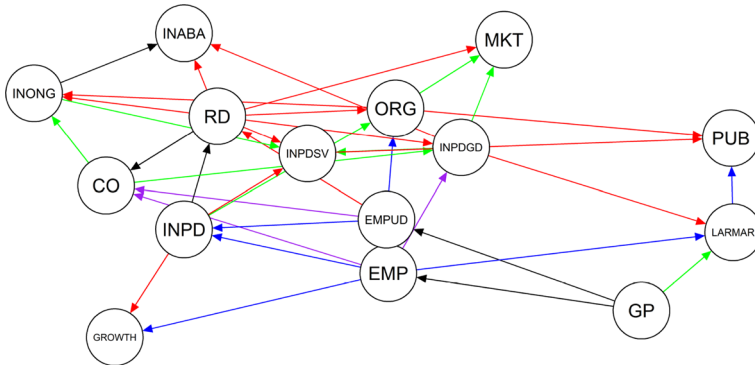 INABA
MKT
INONG
RD
ORG
INPDSV
INPDGD
PUB
CO
INPD
EMPUD
LARMAR
EMP
GP
GROWTH